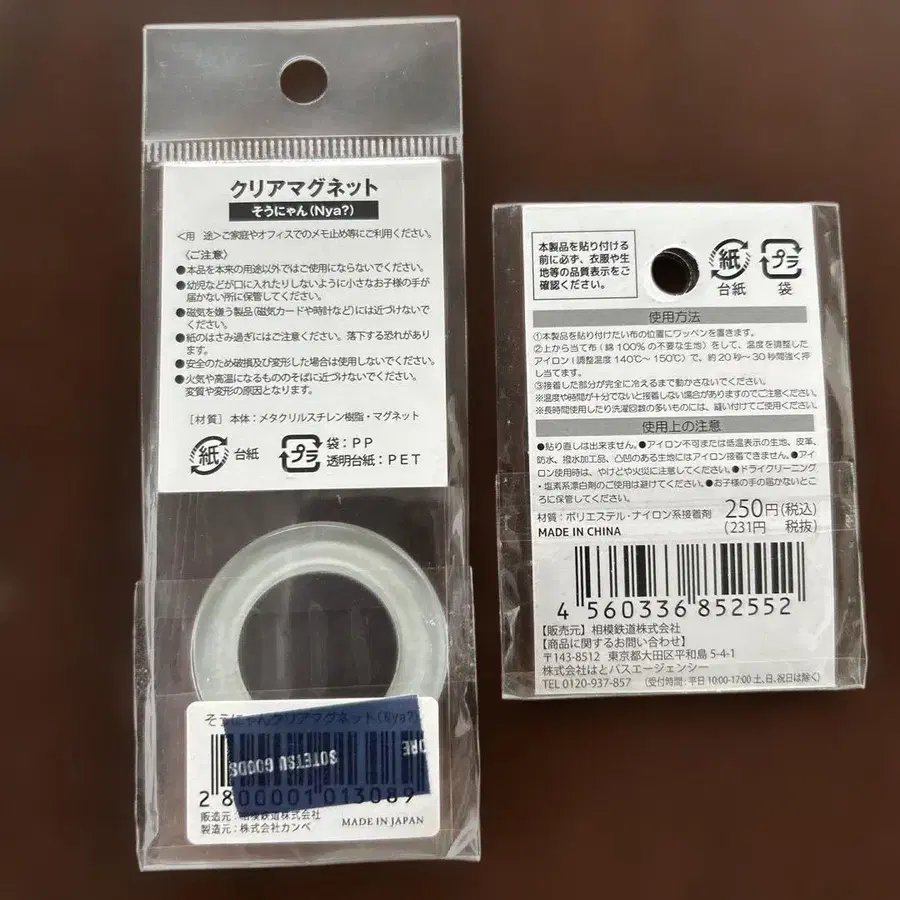 クリアマグネット
そうにゃん(Nya?)
<用　途>ご家庭やオフィスでのメモ止め等にご利用ください。
〈ご注意〉
●本品を本来の用途以外ではご使用にならないでください。
●幼児などが口に入れたりしないように小さなお子様の手が
届かない所に保管してください。
●磁気を嫌う製品(磁気カードや時計など)には近づけないで
ください。
●紙のはさみ過ぎにはご注意ください。落下する恐れがあり
ます。
●安全のため破損及び変形した場合は使用しないでください。
●火気や高温になるもののそばに近づけないでください。
変質や変形の原因となります。
[材質] 本体：メタクリルスチレン樹脂・マグネット
紙 台紙
プラ 袋：PP
透明台紙：PET
そうにゃんクリアマグネット(Nya?)
SOTETSU GOODS
ORE
2 800001 013089
販売元：相模鉄道株式会社
製造元：株式会社カンベ
MADE IN JAPAN
本製品を貼り付ける
前に必ず、衣服や生
地等の品質表示をご
確認ください。
紙 台紙
プラ 袋
使用方法
①本製品を貼り付けたい布の位置にワッペンを置きます。
②上から当て布(綿100%の不要な生地)をして、温度を調整した
アイロン(調整温度140℃～150℃)で、約20秒～30秒間強く押
し当てます。
③接着した部分が完全に冷えるまで動かさないでください。
※温度や時間が十分でないと接着しない場合がありますのでご注意ください。
※長時間使用したり洗濯回数の多いものには、縫い付けてご使用ください。
使用上の注意
●貼り直しは出来ません。●アイロン不可または低温表示の生地、皮革、
防水、撥水加工品、凸凹のある生地にはアイロン接着できません。●アイ
ロン使用時は、やけどや火災に注意してください。●ドライクリーニング
・塩素系漂白剤のご使用は避けてください。●お子様の手の届かないとこ
ろに保管してください。
材質：ポリエステル・ナイロン系接着剤
MADE IN CHINA
250円(税込)
(231円　税抜)
4 560336 852552
【販売元】相模鉄道株式会社
【商品に関するお問い合わせ】
〒143-8512　東京都大田区平和島5-4-1
株式会社はとバスエージェンシー
TEL 0120-937-857　(受付時間：平日10:00-17:00 土、日、祝日は除く)